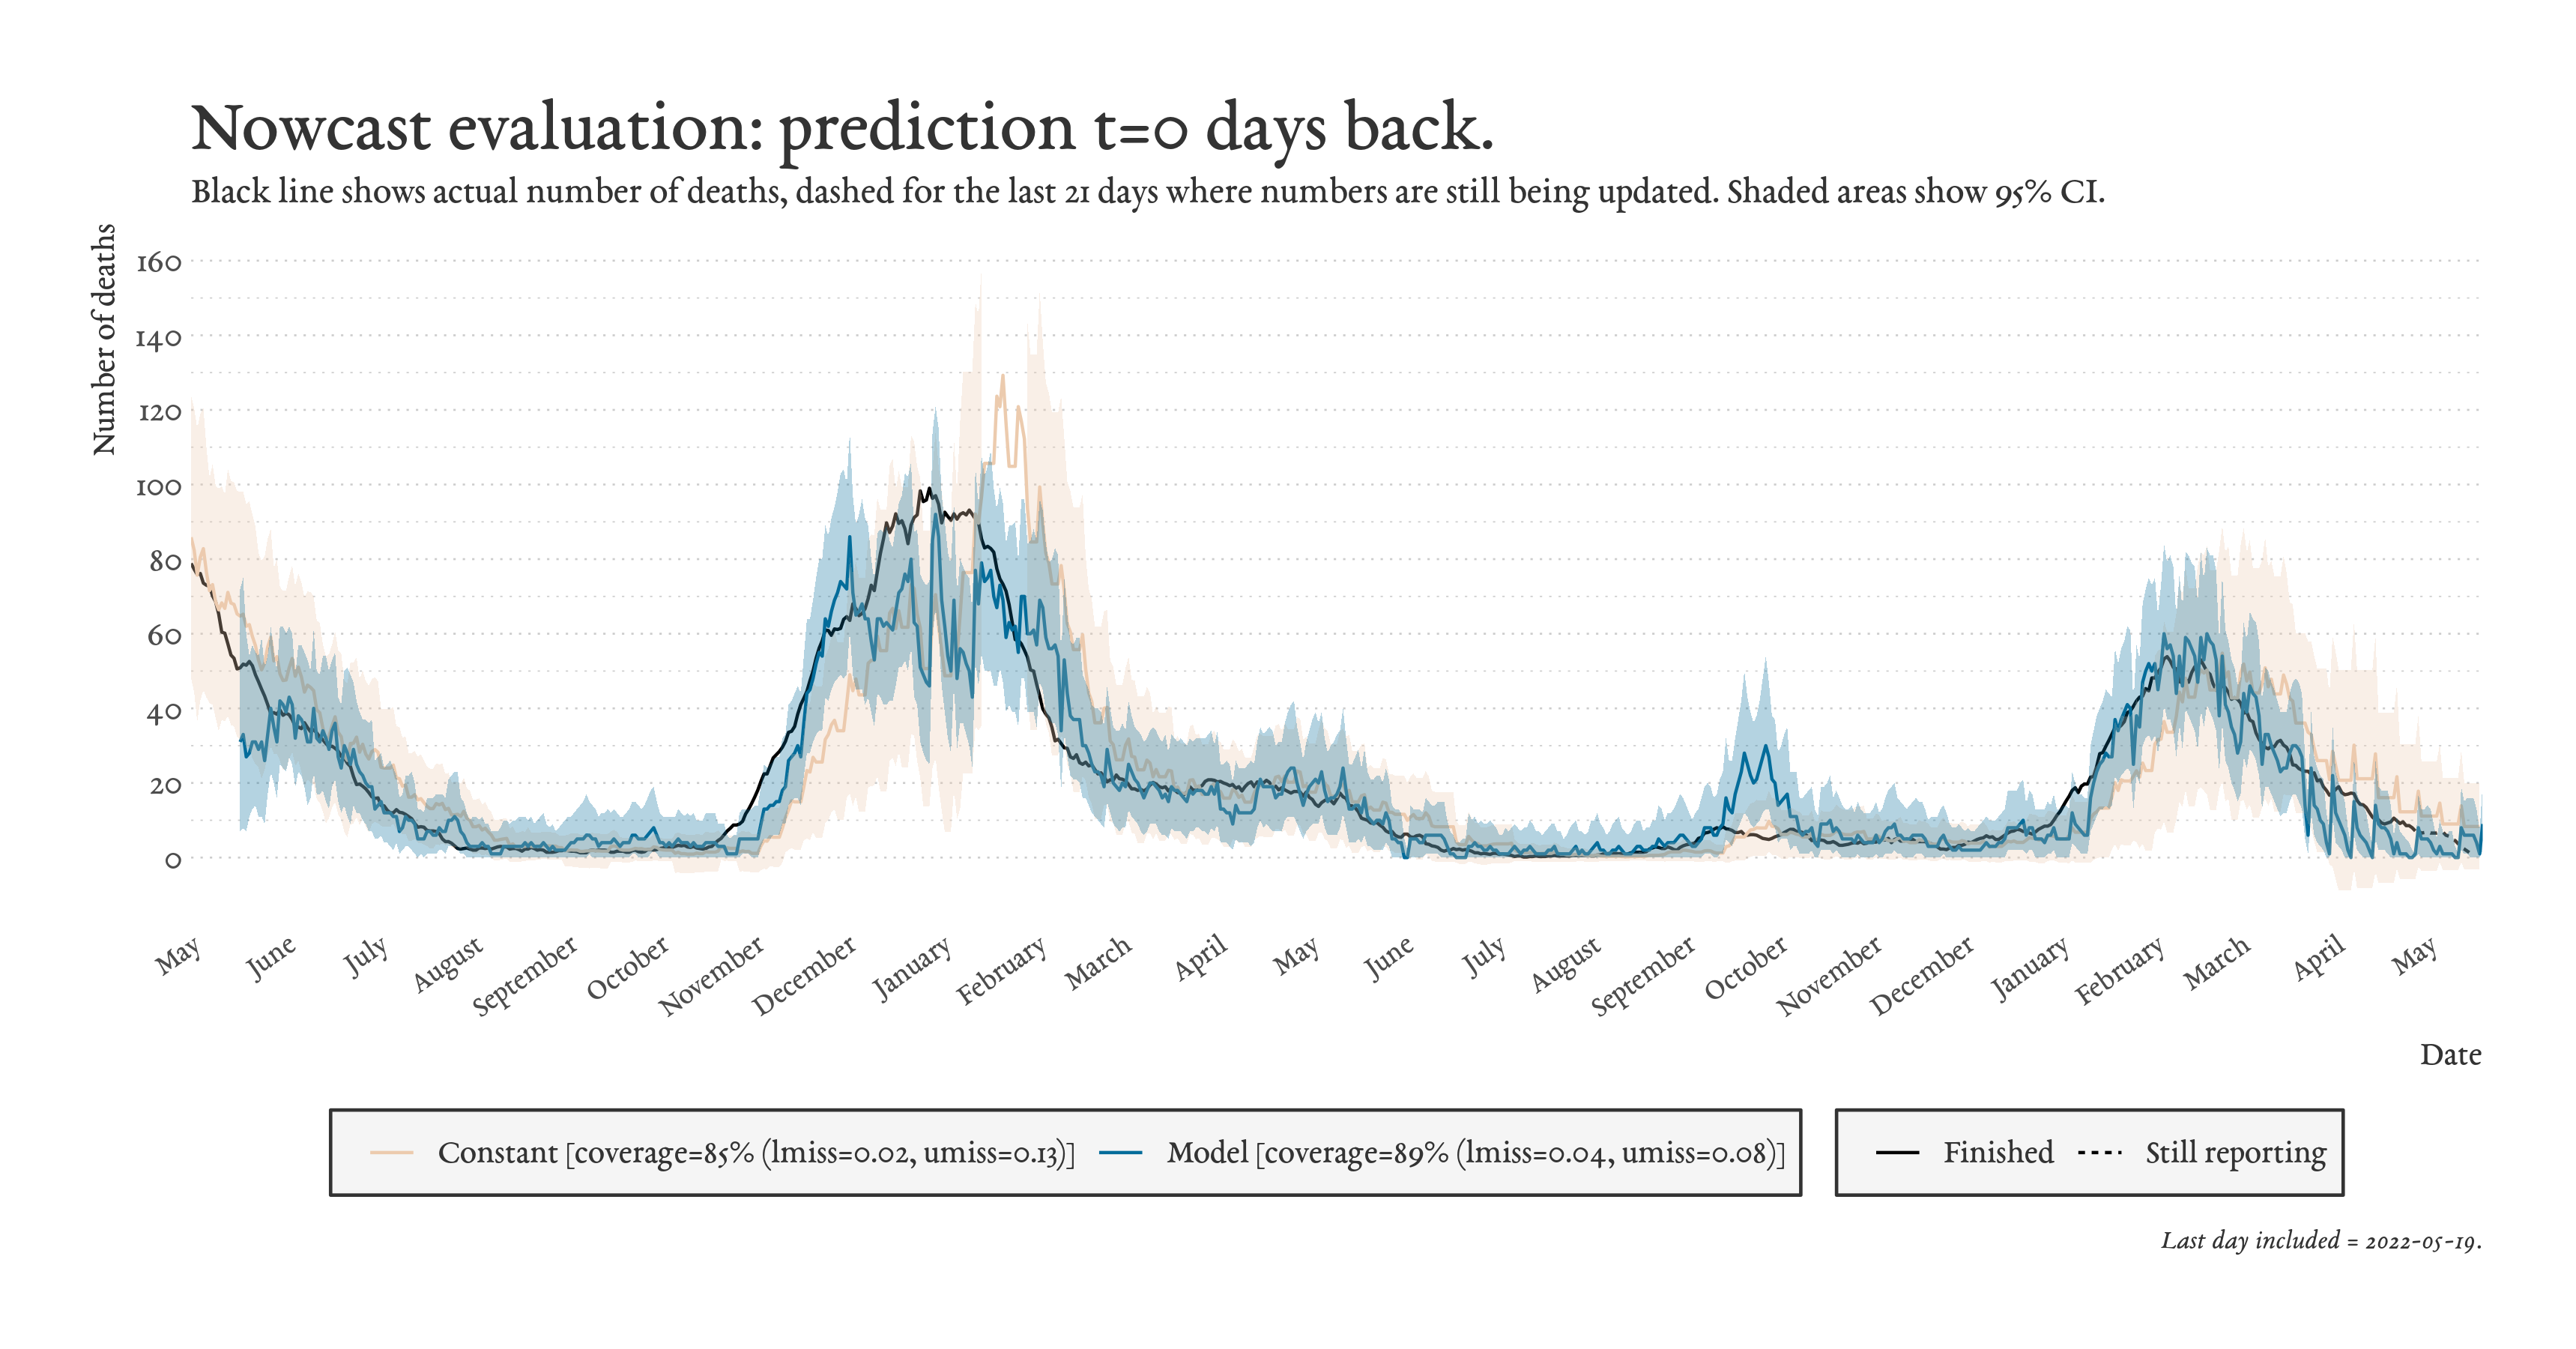 Nowcast evaluation: prediction t=0 days back.
Black line shows actual number of deaths, dashed for the last 21 days where numbers are still being updated. Shaded areas show 95% CI.
Number of deaths
160
140
120
100
80
60
40
20
0
May June July August September October November December January February March April May June July August September October November December January February March April May
Date
Constant [coverage=85% (lmiss=0.02, umiss=0.13)] Model [coverage=89% (lmiss=0.04, umiss=0.08)] Finished Still reporting
Last day included = 2022-05-19.